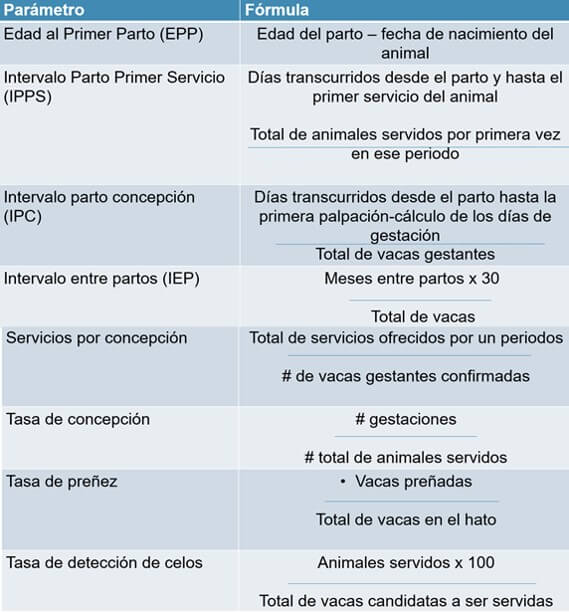 Parámetro
Fórmula
Edad al Primer Parto (EPP)
Edad del parto – fecha de nacimiento del
animal
Intervalo Parto Primer Servicio
(IPPS)
Días transcurridos desde el parto y hasta el
primer servicio del animal
Total de animales servidos por primera vez
en ese periodo
Intervalo parto concepción
(IPC)
Días transcurridos desde el parto hasta la
primera palpación-cálculo de los días de
gestación
Total de vacas gestantes
Intervalo entre partos (IEP)
Meses entre partos x 30
Total de vacas
Servicios por concepción
Total de servicios ofrecidos por un periodos
# de vacas gestantes confirmadas
Tasa de concepción
# gestaciones
# total de animales servidos
Tasa de preñez
• Vacas preñadas
Total de vacas en el hato
Tasa de detección de celos
Animales servidos x 100
Total de vacas candidatas a ser servidas